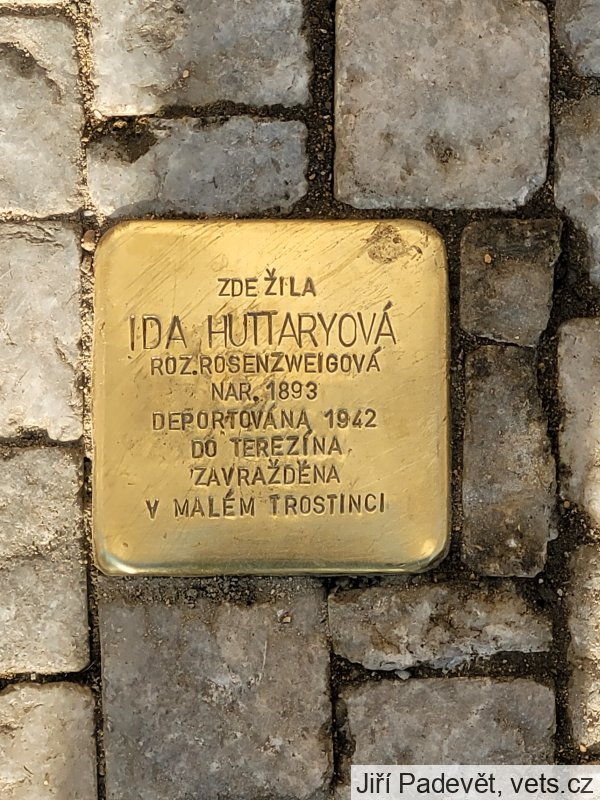 ZDE ŽILA
IDA HUTTARYOVÁ
ROZ.ROSENZWEIGOVÁ
NAR. 1893
DEPORTOVÁNA 1942
DO TEREZÍNA
ZAVRAŽDĚNA
V MALÉM TROSTINCI
Jiří Padevět, vets.cz